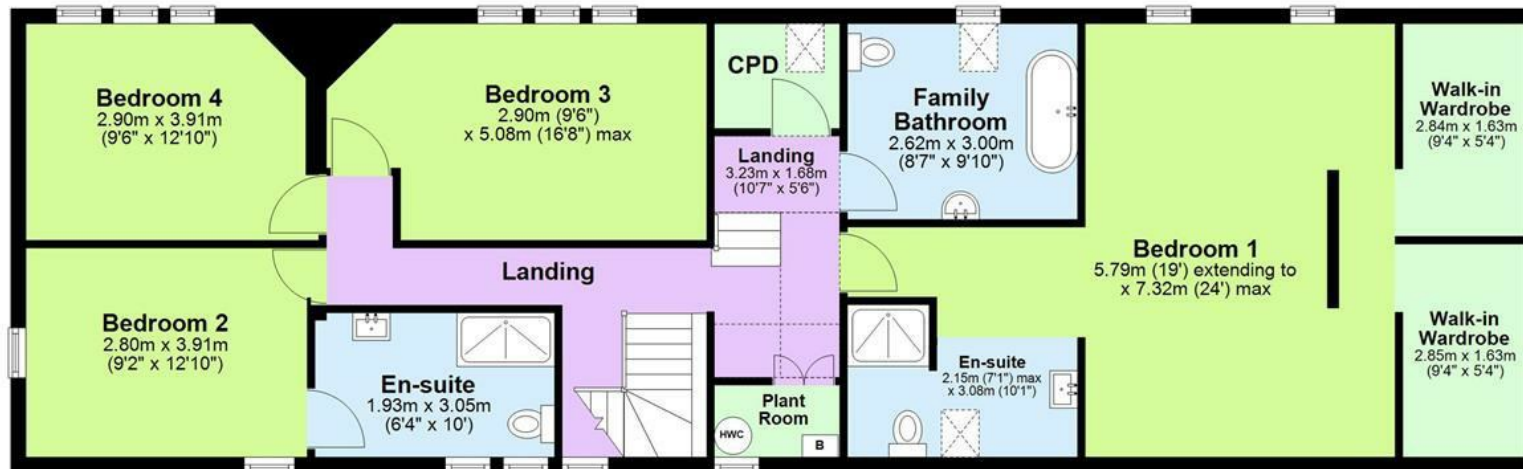 Bedroom 4
2.90m x 3.91m
(9'6" x 12'10")
Bedroom 3
2.90m (9'6")
x 5.08m (16'8") max
CPD
Landing
3.23m x 1.68m
(10'7" x 5'6")
Family
Bathroom
2.62m x 3.00m
(8'7" x 9'10")
Walk-in
Wardrobe
2.84m x 1.63m
(9'4" x 5'4")
Landing
Bedroom 1
5.79m (19') extending to
x 7.32m (24') max
Bedroom 2
2.80m x 3.91m
(9'2" x 12'10")
En-suite
1.93m x 3.05m
(6'4" x 10')
Plant
Room
HWC
B
En-suite
2.15m (7'1") max
x 3.08m (10'1")
Walk-in
Wardrobe
2.85m x 1.63m
(9'4" x 5'4")